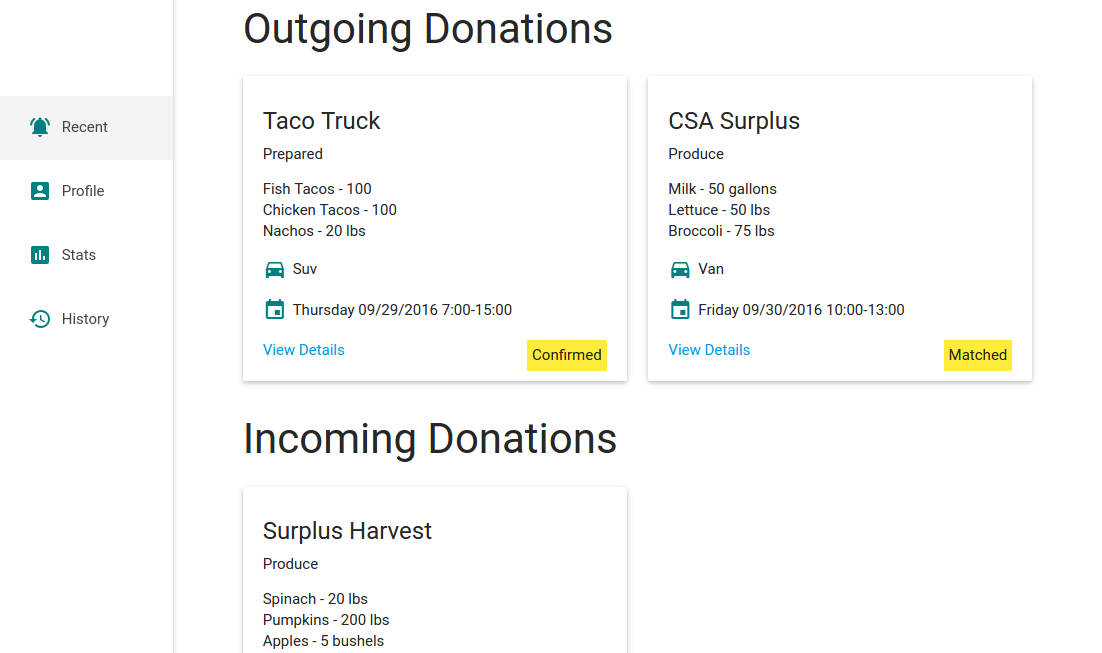 Recent
Profile
Stats
History
Outgoing Donations
Taco Truck
Prepared
Fish Tacos - 100
Chicken Tacos - 100
Nachos - 20 lbs
Suv
Thursday 09/29/2016 7:00-15:00
View Details
Confirmed
CSA Surplus
Produce
Milk - 50 gallons
Lettuce - 50 lbs
Broccoli - 75 lbs
Van
Friday 09/30/2016 10:00-13:00
View Details
Matched
Incoming Donations
Surplus Harvest
Produce
Spinach - 20 lbs
Pumpkins - 200 lbs
Apples - 5 bushels